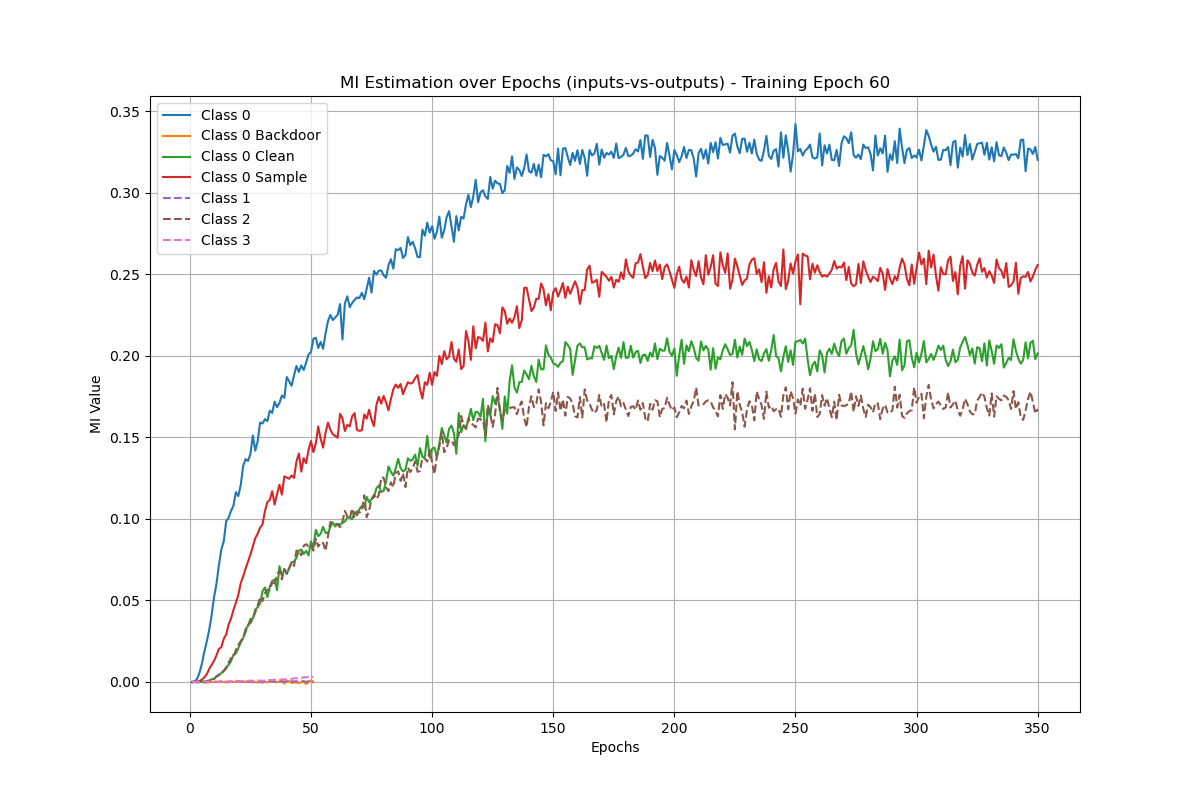 MI Estimation over Epochs (inputs-vs-outputs) - Training Epoch 60
0.35
0.30
0.25
0.20
0.15
0.10
0.05
0.00
MI Value
Class 0
Class 0 Backdoor
Class 0 Clean
Class 0 Sample
Class 1
Class 2
Class 3
0 50 100 150 200 250 300 350
Epochs